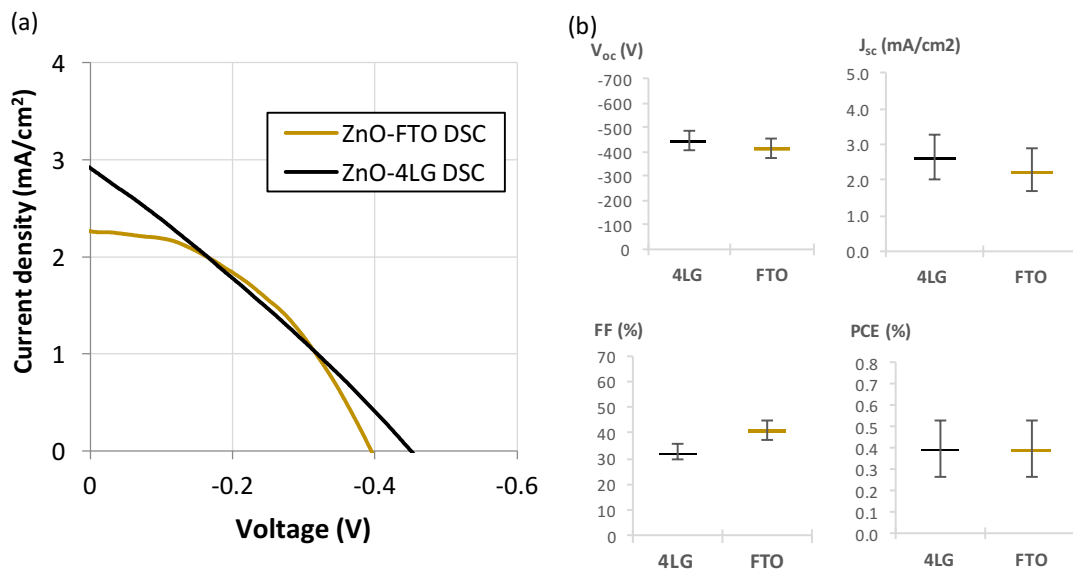 (a)
4
3
2
1
0
Current density (mA/cm²)
ZnO-FTO DSC
ZnO-4LG DSC
0 -0.2 -0.4 -0.6
Voltage (V)
(b)
Voc (V)
-700
-600
-500
-400
-300
-200
-100
0
4LG FTO
Jsc (mA/cm2)
5.0
4.0
3.0
2.0
1.0
0.0
4LG FTO
FF (%)
70
60
50
40
30
20
10
0
4LG FTO
PCE (%)
0.8
0.7
0.6
0.5
0.4
0.3
0.2
0.1
0.0
4LG FTO